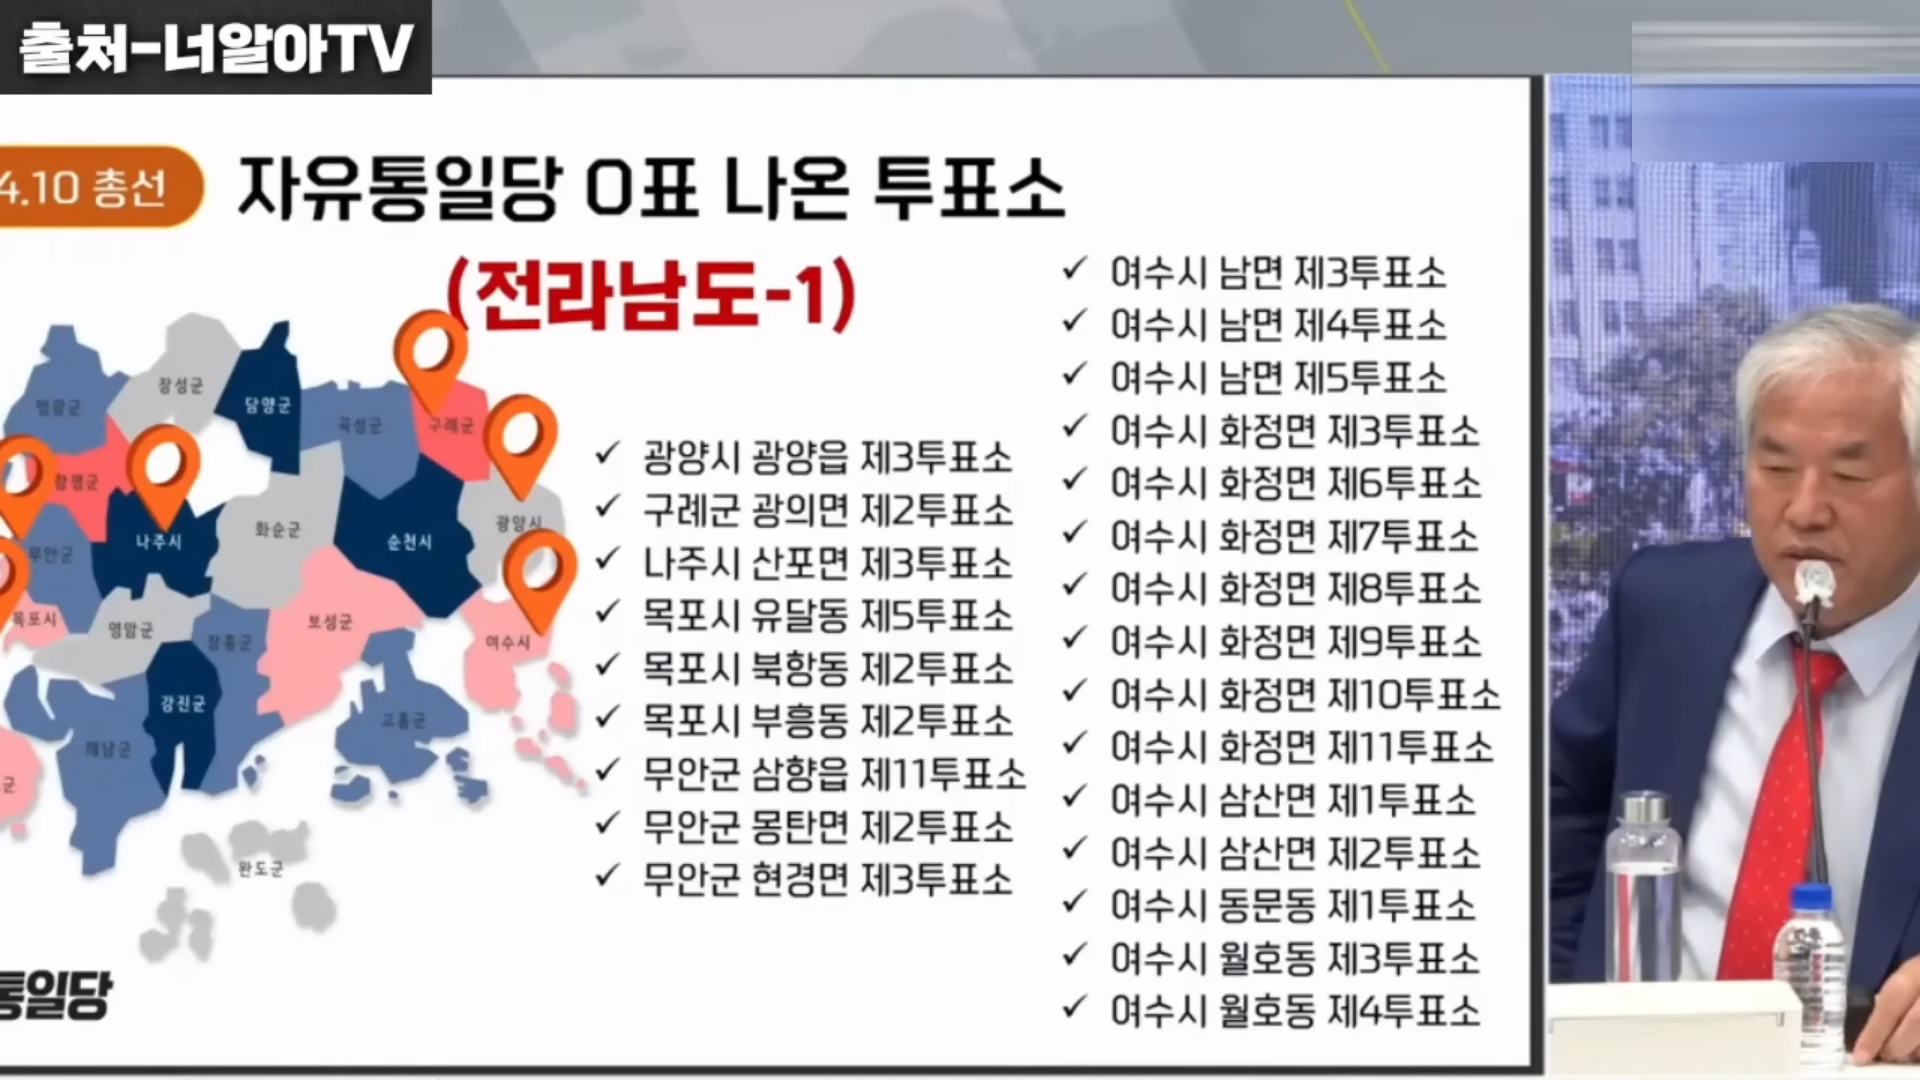 출처-너알아TV
4.10 총선
자유통일당 0표 나온 투표소
(전라남도-1)
장성군
담양군
영광군
곡성군
구례군
함평군
광양시
화순군
나주시
순천시
무안군
목포시
영암군
보성군
장흥군
여수시
강진군
고흥군
해남군
군
완도군
✓ 광양시 광양읍 제3투표소
✓ 구례군 광의면 제2투표소
✓ 나주시 산포면 제3투표소
✓ 목포시 유달동 제5투표소
✓ 목포시 북항동 제2투표소
✓ 목포시 부흥동 제2투표소
✓ 무안군 삼향읍 제11투표소
✓ 무안군 몽탄면 제2투표소
✓ 무안군 현경면 제3투표소
✓ 여수시 남면 제3투표소
✓ 여수시 남면 제4투표소
✓ 여수시 남면 제5투표소
✓ 여수시 화정면 제3투표소
✓ 여수시 화정면 제6투표소
✓ 여수시 화정면 제7투표소
✓ 여수시 화정면 제8투표소
✓ 여수시 화정면 제9투표소
✓ 여수시 화정면 제10투표소
✓ 여수시 화정면 제11투표소
✓ 여수시 삼산면 제1투표소
✓ 여수시 삼산면 제2투표소
✓ 여수시 동문동 제1투표소
✓ 여수시 월호동 제3투표소
✓ 여수시 월호동 제4투표소
통일당